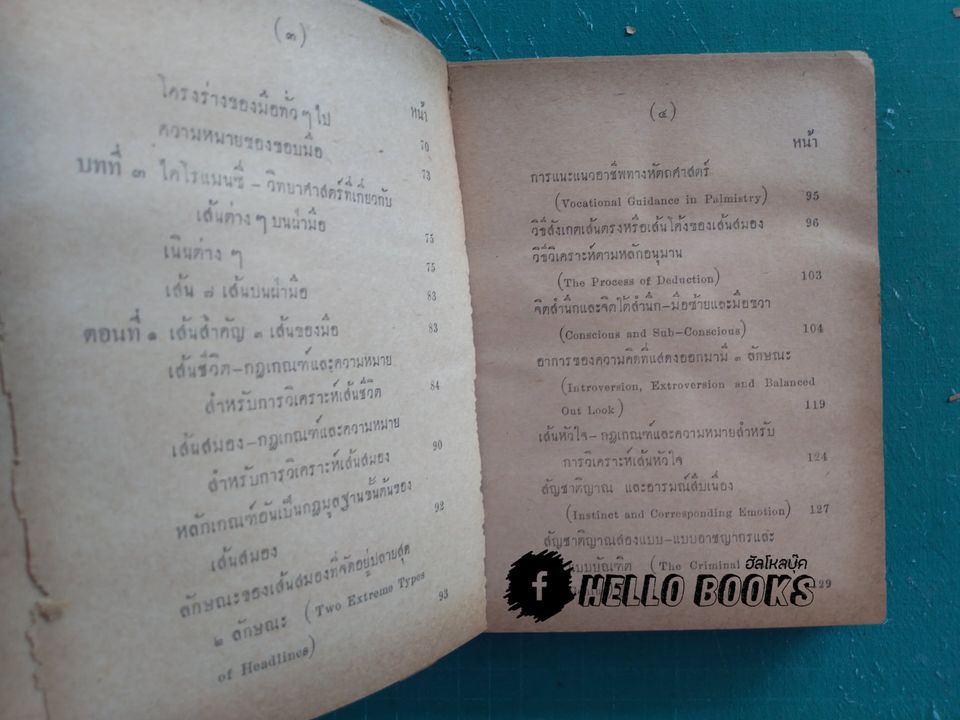 (๓)
หน้า
โครงร่างของมือทั่ว ๆ ไป 70
ความหมายของขอบมือ 73
บทที่ ๓ ไคโรแมนซี่ – วิทยาศาสตร์ที่เกี่ยวกับ
เส้นต่าง ๆ บนฝ่ามือ 75
เนินต่าง ๆ 75
เส้น ๗ เส้นบนฝ่ามือ 83
ตอนที่ ๑ เส้นสำคัญ ๓ เส้นของมือ 83
เส้นชีวิต–กฎเกณฑ์และความหมาย
สำหรับการวิเคราะห์เส้นชีวิต 84
เส้นสมอง–กฎเกณฑ์และความหมาย
สำหรับการวิเคราะห์เส้นสมอง 90
หลักเกณฑ์อันเป็นกฎมูลฐานขั้นต้นของ
เส้นสมอง 92
ลักษณะของเส้นสมองที่จัดอยู่ปลายสุด
๒ ลักษณะ (Two Extreme Types 93
of Headlines)
(๔)
หน้า
การแนะแนวอาชีพทางหัตถศาสตร์
(Vocational Guidance in Palmistry) 95
วิธีสังเกตเส้นตรงหรือเส้นโค้งของเส้นสมอง 96
วิธีวิเคราะห์ตามหลักอนุมาน
(The Process of Deduction) 103
จิตสำนึกและจิตใต้สำนึก–มือซ้ายและมือขวา
(Conscious and Sub-Conscious) 104
อาการของความคิดที่แสดงออกมามี ๓ ลักษณะ
(Introversion, Extroversion and Balanced
Out Look) 119
เส้นหัวใจ–กฎเกณฑ์และความหมายสำหรับ
การวิเคราะห์เส้นหัวใจ 124
สัญชาติญาณ และอารมณ์สืบเนื่อง
(Instinct and Corresponding Emotion) 127
สัญชาติญาณสองแบบ–แบบอาชญากรและ
แบบบัณฑิต (The Criminal
129
ฮัลโหลบุ๊ค
f HELLO BOOKS